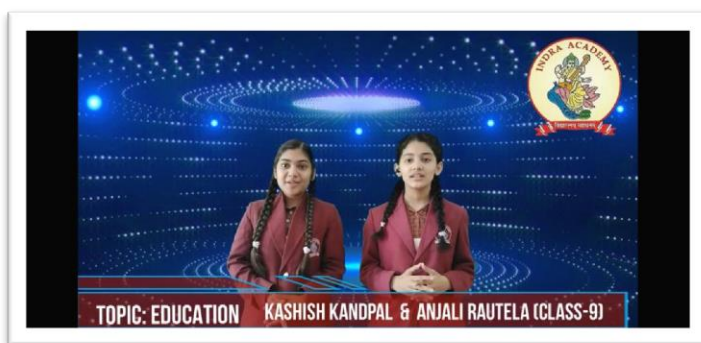 INDRA ACADEMY
TOPIC: EDUCATION KASHISH KANDPAL & ANJALI RAUTELA (CLASS-9)